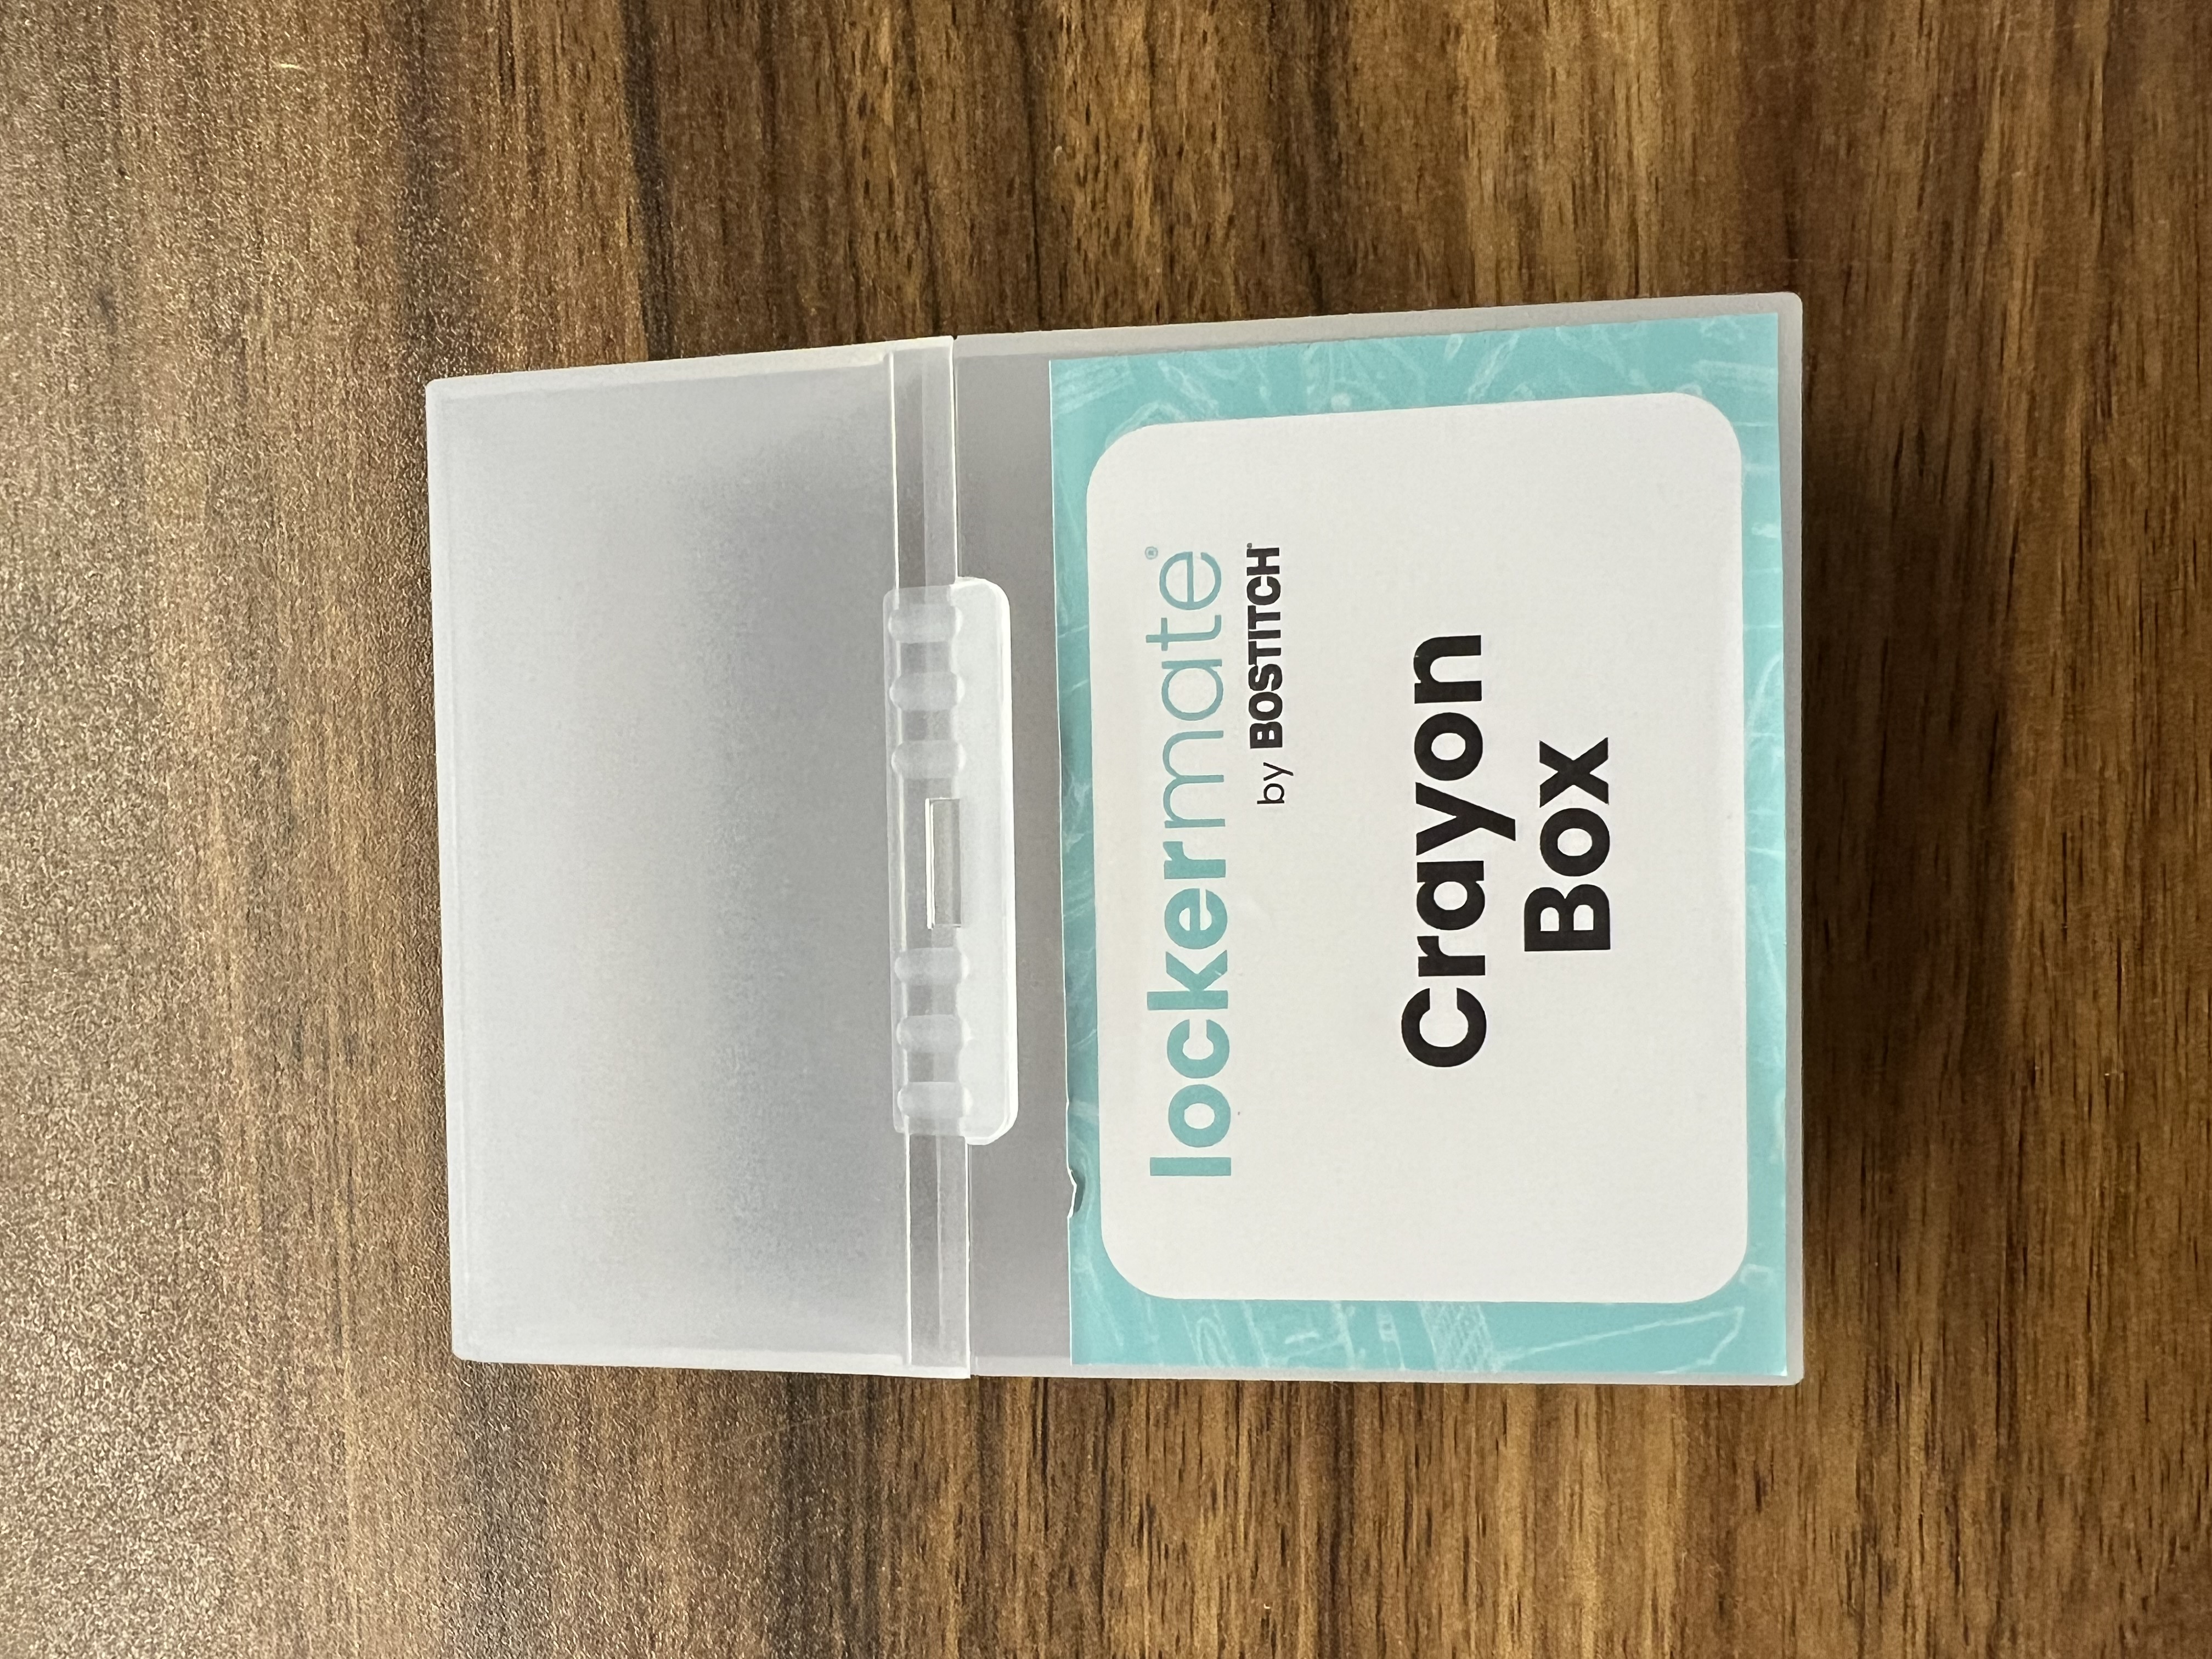 lockermate®
by BOSTITCH
Crayon
Box